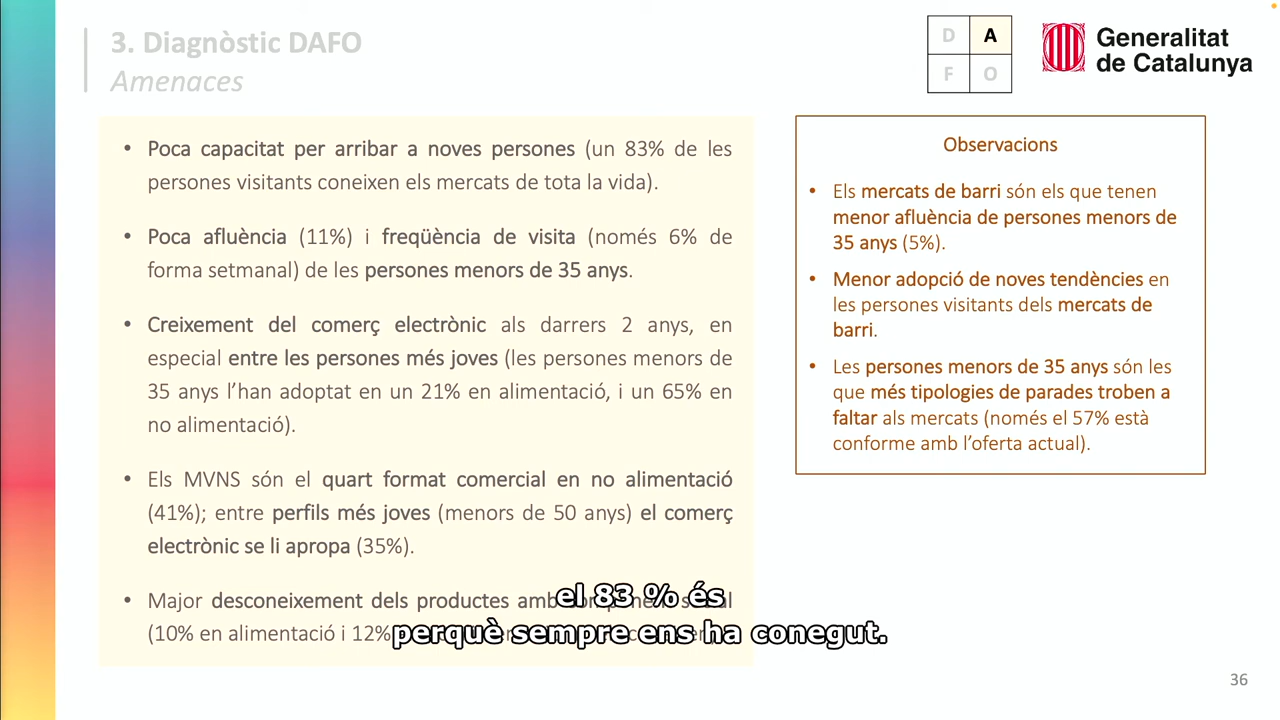 3. Diagnòstic DAFO
Amenaces
D A
F O
Generalitat
de Catalunya
• Poca capacitat per arribar a noves persones (un 83% de les
persones visitants coneixen els mercats de tota la vida).
• Poca afluència (11%) i freqüència de visita (només 6% de
forma setmanal) de les persones menors de 35 anys.
• Creixement del comerç electrònic als darrers 2 anys, en
especial entre les persones més joves (les persones menors de
35 anys l’han adoptat en un 21% en alimentació, i un 65% en
no alimentació).
• Els MVNS són el quart format comercial en no alimentació
(41%); entre perfils més joves (menors de 50 anys) el comerç
electrònic se li apropa (35%).
• Major desconeixement dels productes amb
(10% en alimentació i 12%
Observacions
• Els mercats de barri són els que tenen
menor afluència de persones menors de
35 anys (5%).
• Menor adopció de noves tendències en
les persones visitants dels mercats de
barri.
• Les persones menors de 35 anys són les
que més tipologies de parades troben a
faltar als mercats (només el 57% està
conforme amb l’oferta actual).
el 83 % és
perquè sempre ens ha conegut.
36